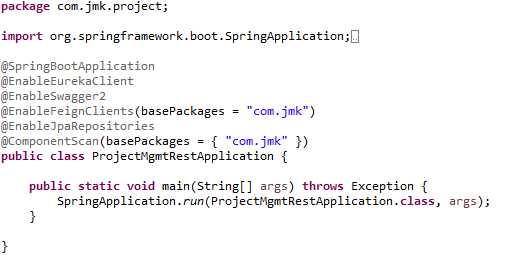 package com.jmk.project;
import org.springframework.boot.SpringApplication;
@SpringBootApplication
@EnableEurekaClient
@EnableSwagger2
@EnableFeignClients(basePackages = "com.jmk")
@EnableJpaRepositories
@ComponentScan(basePackages = { "com.jmk" })
public class ProjectMgmtRestApplication {
public static void main(String[] args) throws Exception {
SpringApplication.run(ProjectMgmtRestApplication.class, args);
}
}